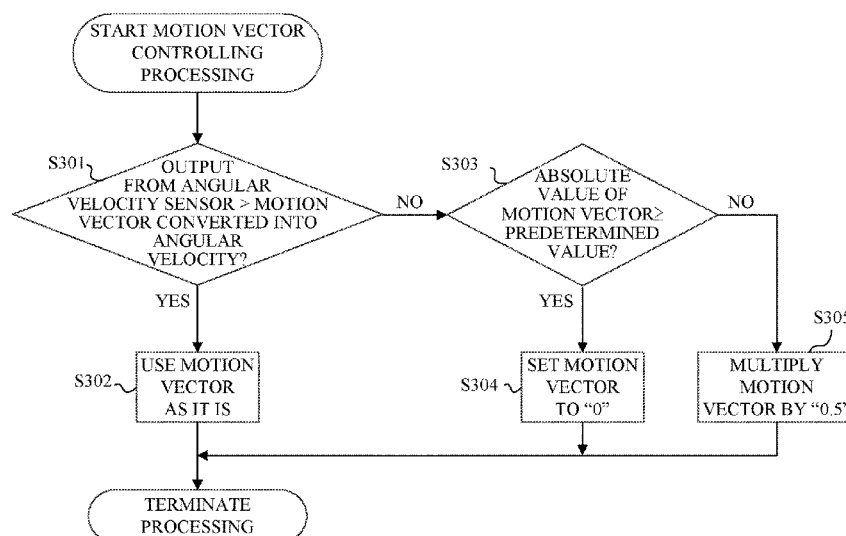 START MOTION VECTOR
CONTROLLING
PROCESSING
S301
OUTPUT
FROM ANGULAR
VELOCITY SENSOR > MOTION
VECTOR CONVERTED INTO
ANGULAR
VELOCITY?
NO
YES
S303
ABSOLUTE
VALUE OF
MOTION VECTOR≥
PREDETERMINED
VALUE?
NO
YES
S302
USE MOTION
VECTOR
AS IT IS
S304
SET MOTION
VECTOR
TO “0”
S305
MULTIPLY
MOTION
VECTOR BY “0.5”
TERMINATE
PROCESSING